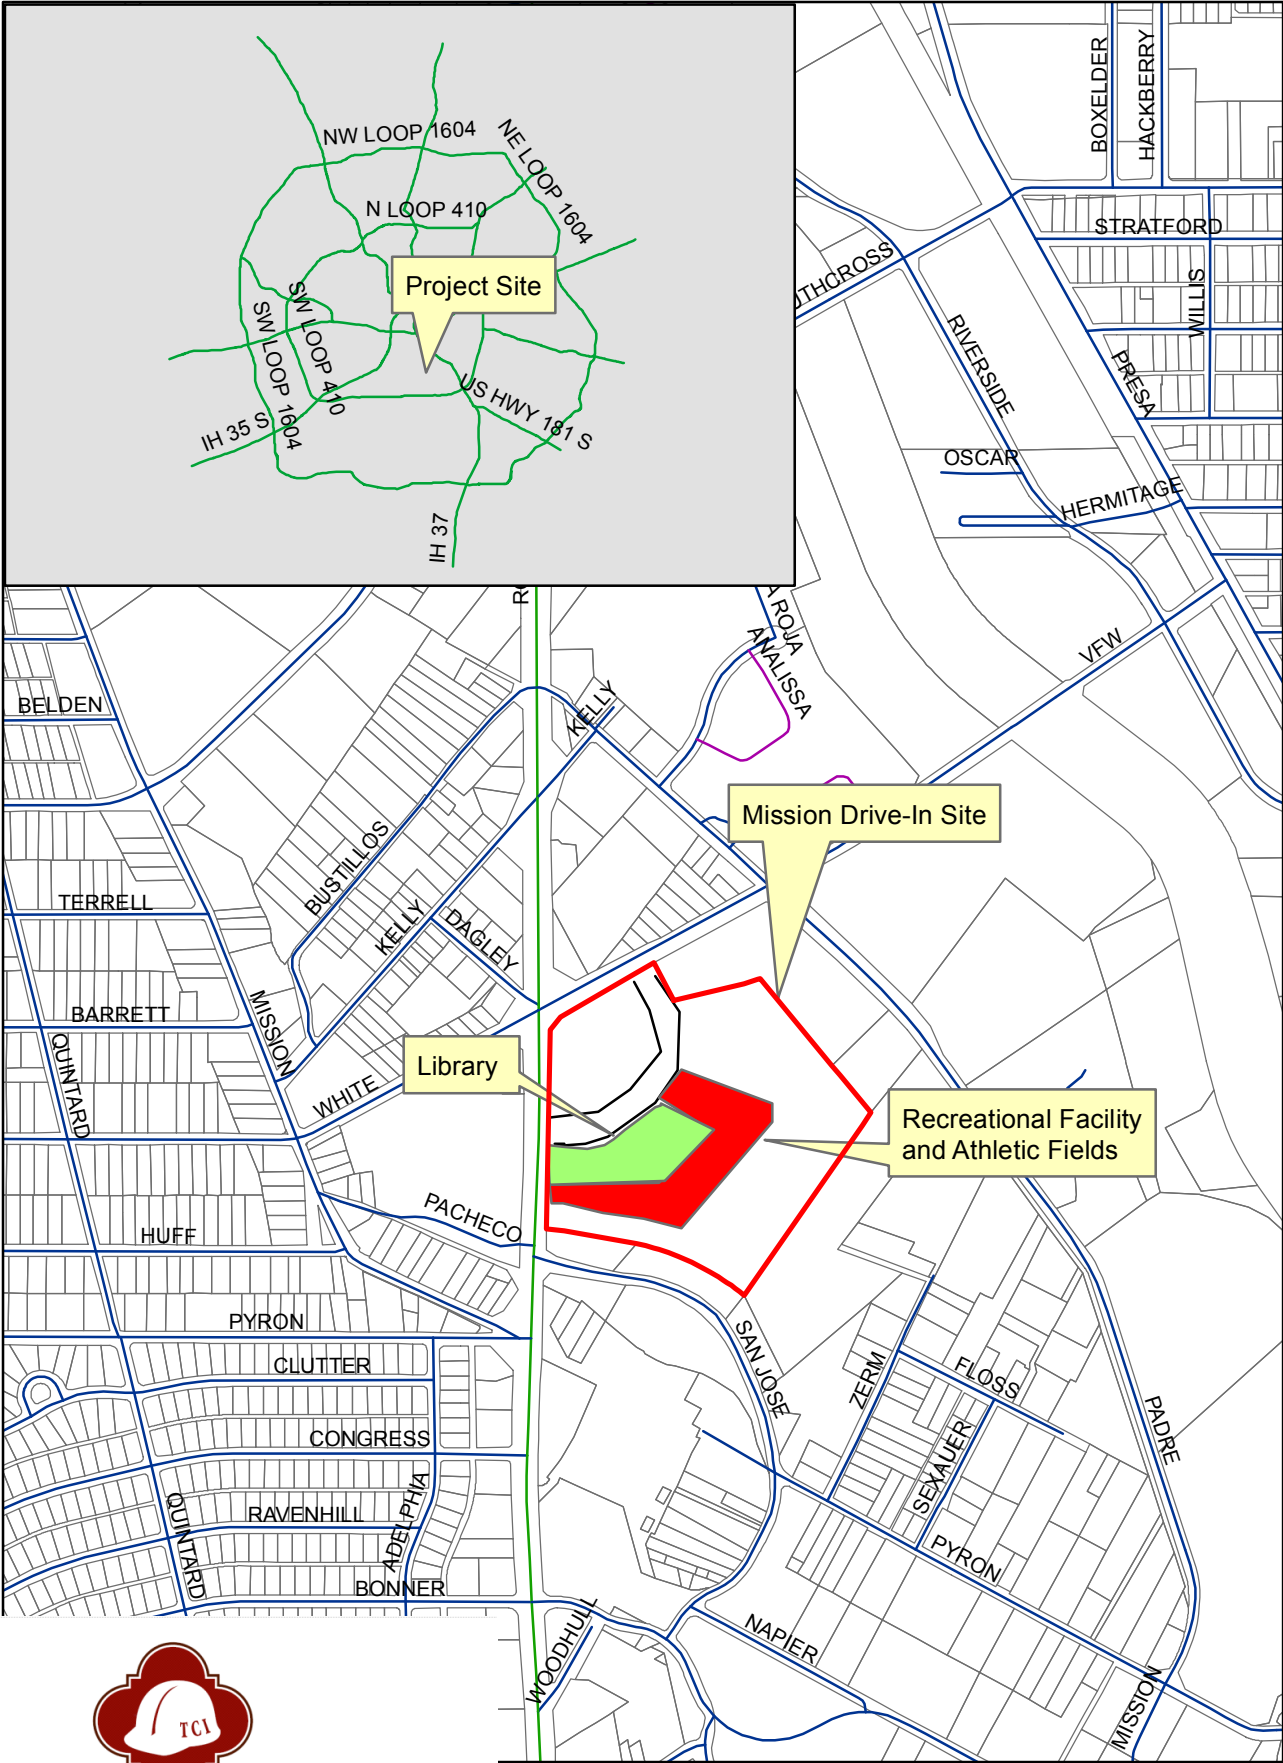 NW LOOP 1604
NE LOOP 1604
N LOOP 410
Project Site
SW LOOP 410
SW LOOP 1604
US HWY 181 S
IH 35 S
IH 37
BOXELDER
HACKBERRY
STRATFORD
WILLIS
UTHCROSS
RIVERSIDE
PRESA
OSCAR
HERMITAGE
VFW
R
A ROJA
ANALISSA
KELLY
BELDEN
Mission Drive-In Site
BUSTILLOS
TERRELL
KELLY
DAGLEY
BARRETT
MISSION
QUINTARD
Library
WHITE
Recreational Facility
and Athletic Fields
PACHECO
HUFF
PYRON
CLUTTER
SAN JOSE
ZERM
FLOSS
PADRE
CONGRESS
SEXAUER
RAVENHILL
ADELPHIA
QUINTARD
BONNER
PYRON
WOODHULL
NAPIER
MISSION
TCI